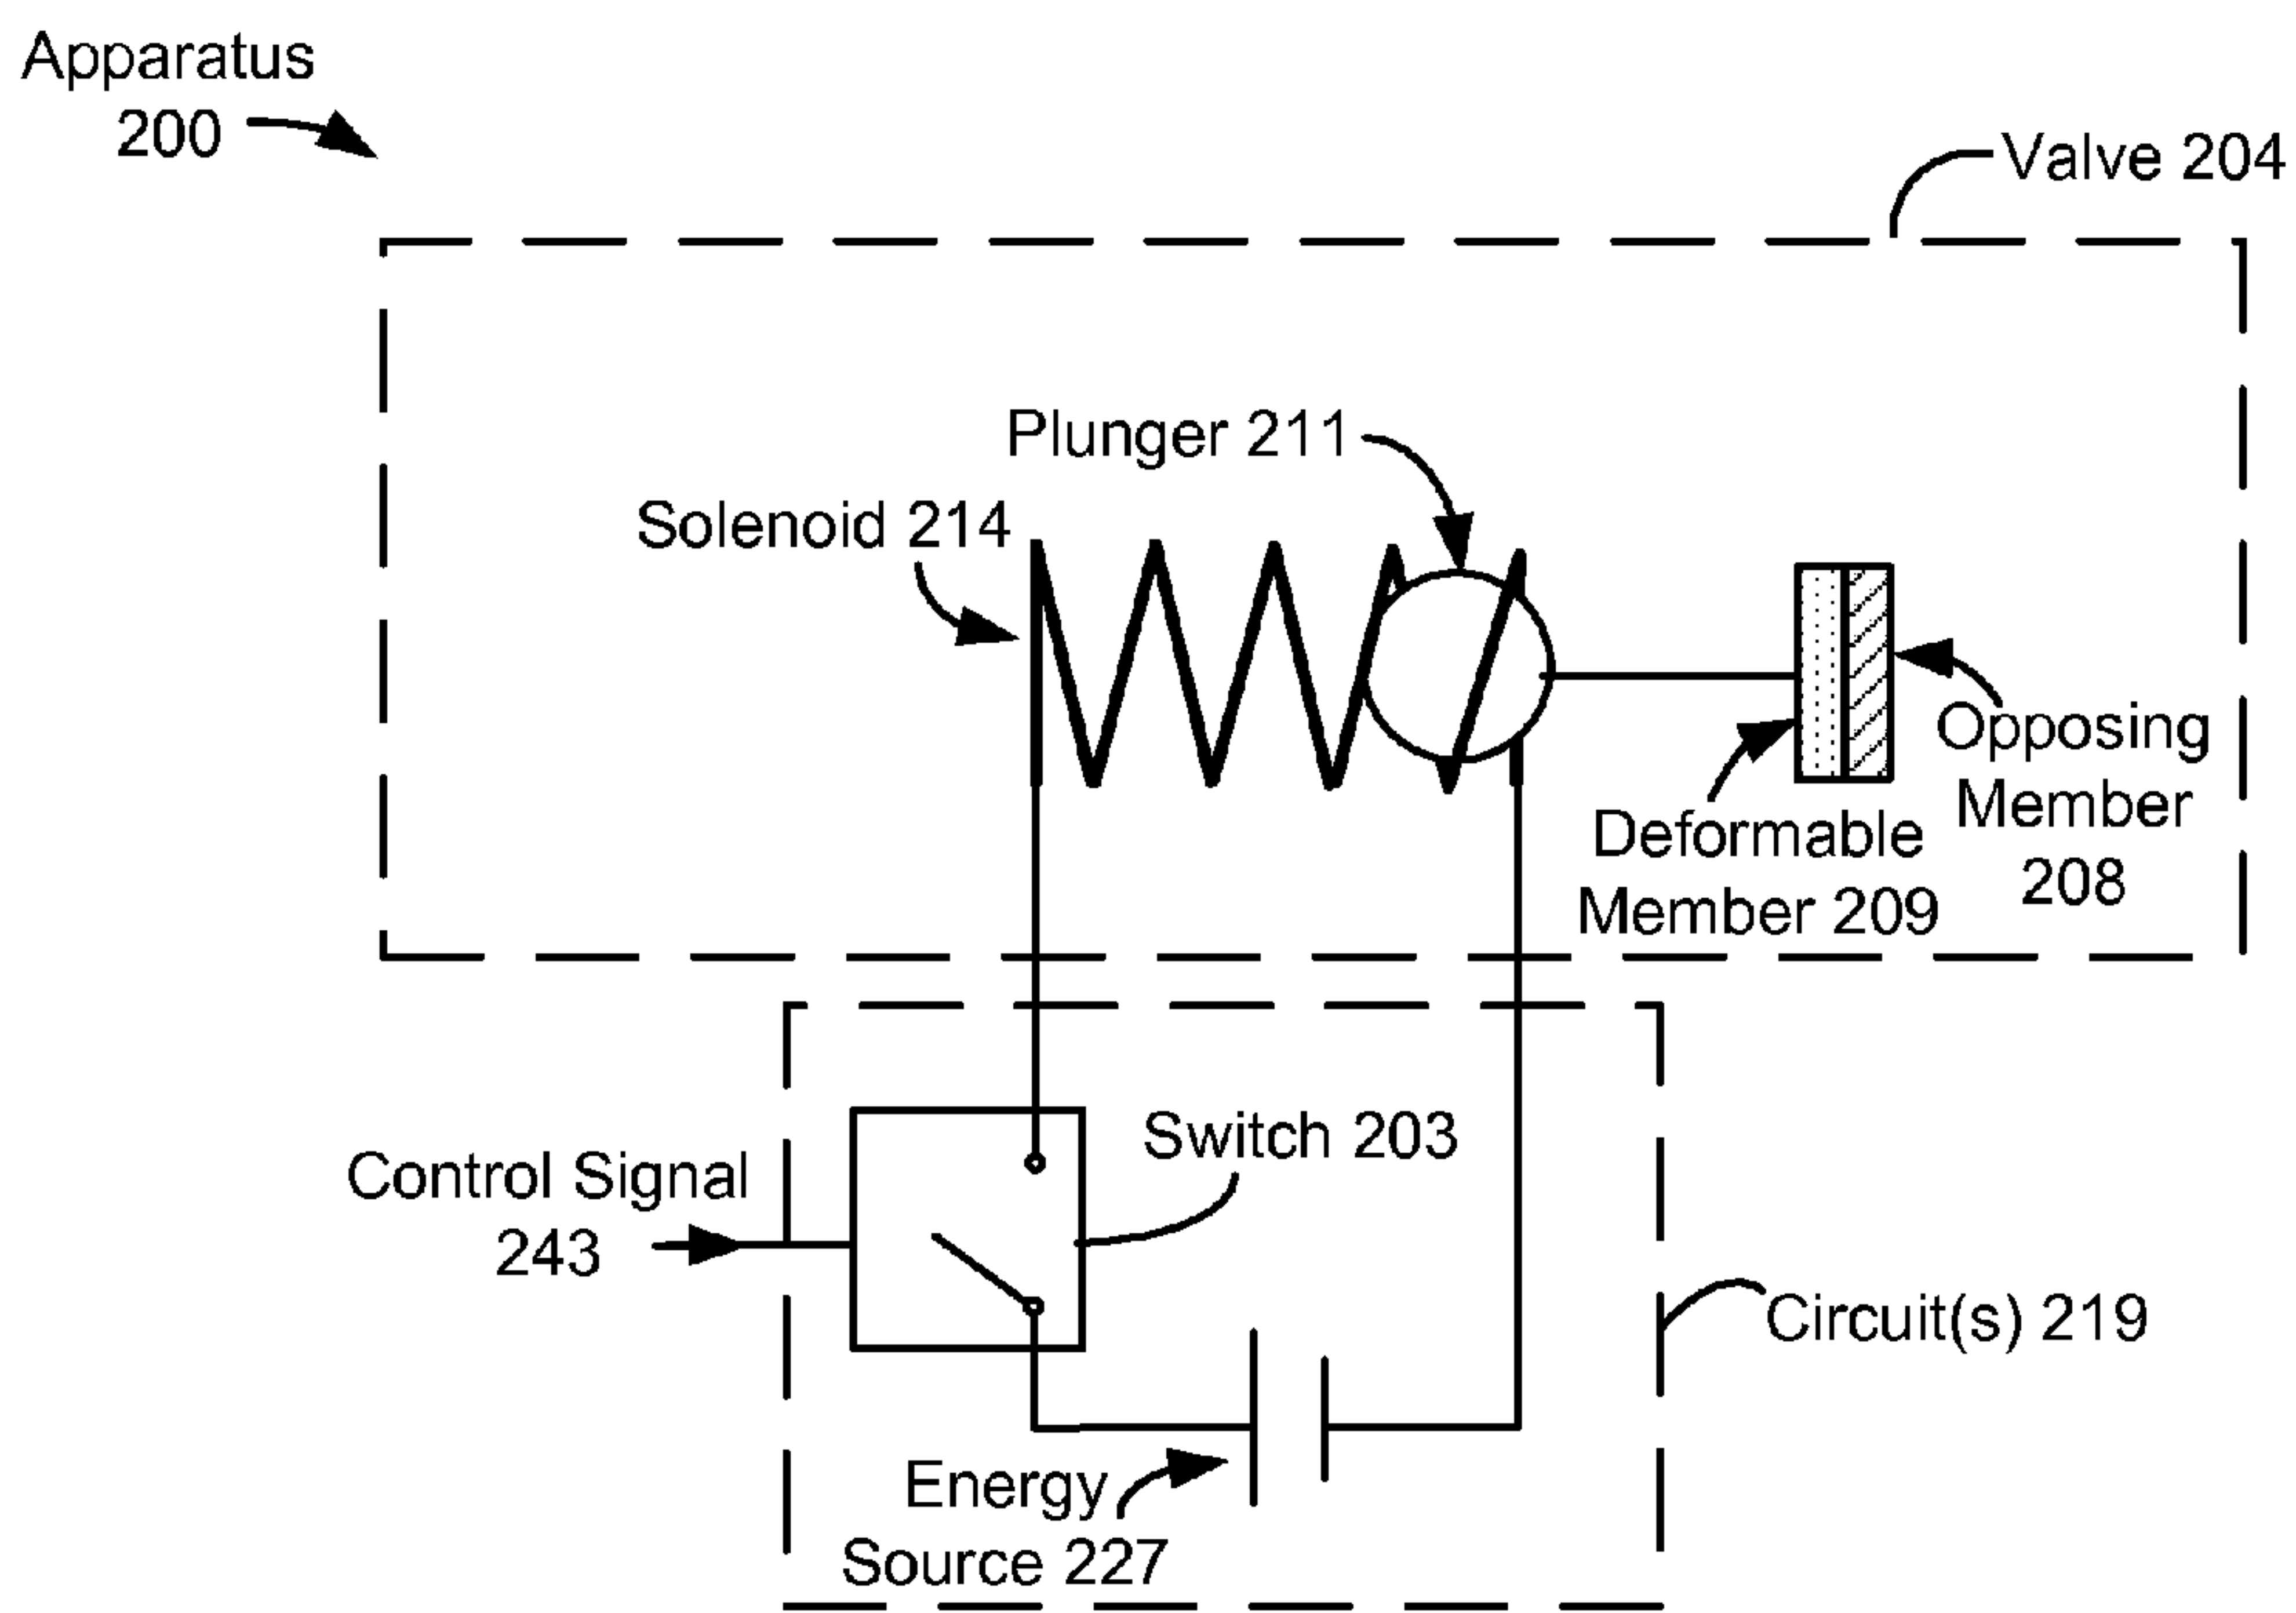 Apparatus
200
Valve 204
Plunger 211
Solenoid 214
Opposing
Member
208
Deformable
Member 209
Switch 203
Control Signal
243
Circuit(s) 219
Energy
Source 227